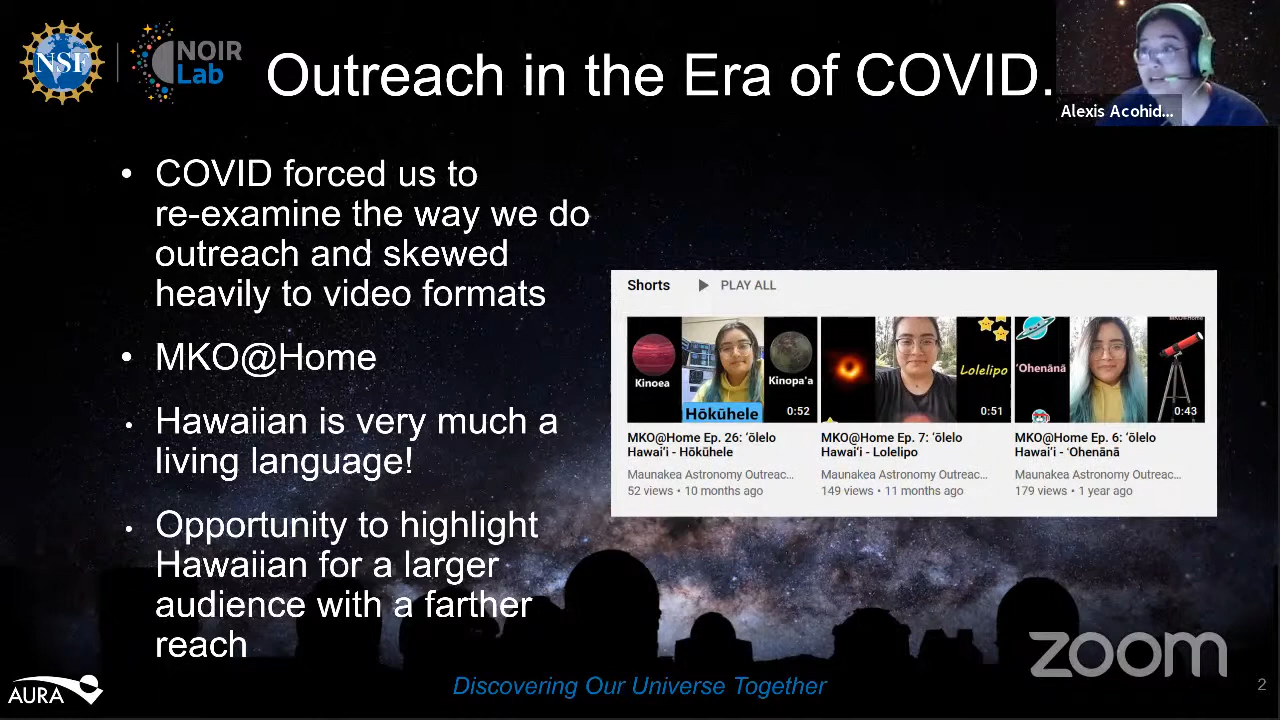 NSF
NOIR
Lab
Outreach in the Era of COVID.
Alexis Acohid...
• COVID forced us to
re-examine the way we do
outreach and skewed
heavily to video formats
• MKO@Home
• Hawaiian is very much a
living language!
• Opportunity to highlight
Hawaiian for a larger
audience with a farther
reach
Shorts PLAY ALL
Kinoea
Kinopaʻa
Hōkūhele
0:52
Lolelipo
0:51
ʻOhenānā
0:43
MKO@Home Ep. 26: ʻōlelo
Hawaiʻi - Hōkūhele
Maunakea Astronomy Outreac...
52 views • 10 months ago
MKO@Home Ep. 7: ʻōlelo
Hawaiʻi - Lolelipo
Maunakea Astronomy Outreac...
149 views • 11 months ago
MKO@Home Ep. 6: ʻōlelo
Hawaiʻi - ʻOhenānā
Maunakea Astronomy Outreac...
179 views • 1 year ago
zoom
AURA
Discovering Our Universe Together
2